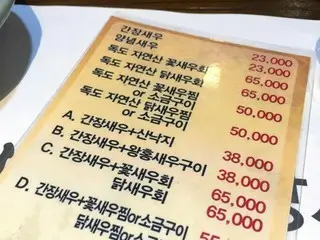 간장새우 23,000
양념새우 23,000
독도 자연산 꽃새우회 65,000
독도 자연산 닭새우회 65,000
독도 자연산 꽃새우찜
or 소금구이 50,000
독도 자연산 닭새우찜
or 소금구이 50,000
A. 간장새우+산낙지 38,000
B. 간장새우+왕홍새우구이 38,000
C. 간장새우+꽃새우회 65,000
닭새우회 65,000
D. 간장새우+꽃새우찜or소금구이 55,000
닭새우찜or소금구이